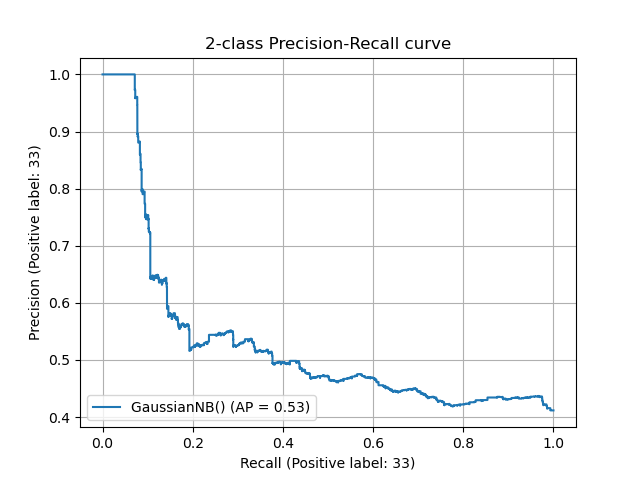 2-class Precision-Recall curve
1.0
0.9
0.8
0.7
0.6
0.5
0.4
Precision (Positive label: 33)
GaussianNB() (AP = 0.53)
0.0 0.2 0.4 0.6 0.8 1.0
Recall (Positive label: 33)